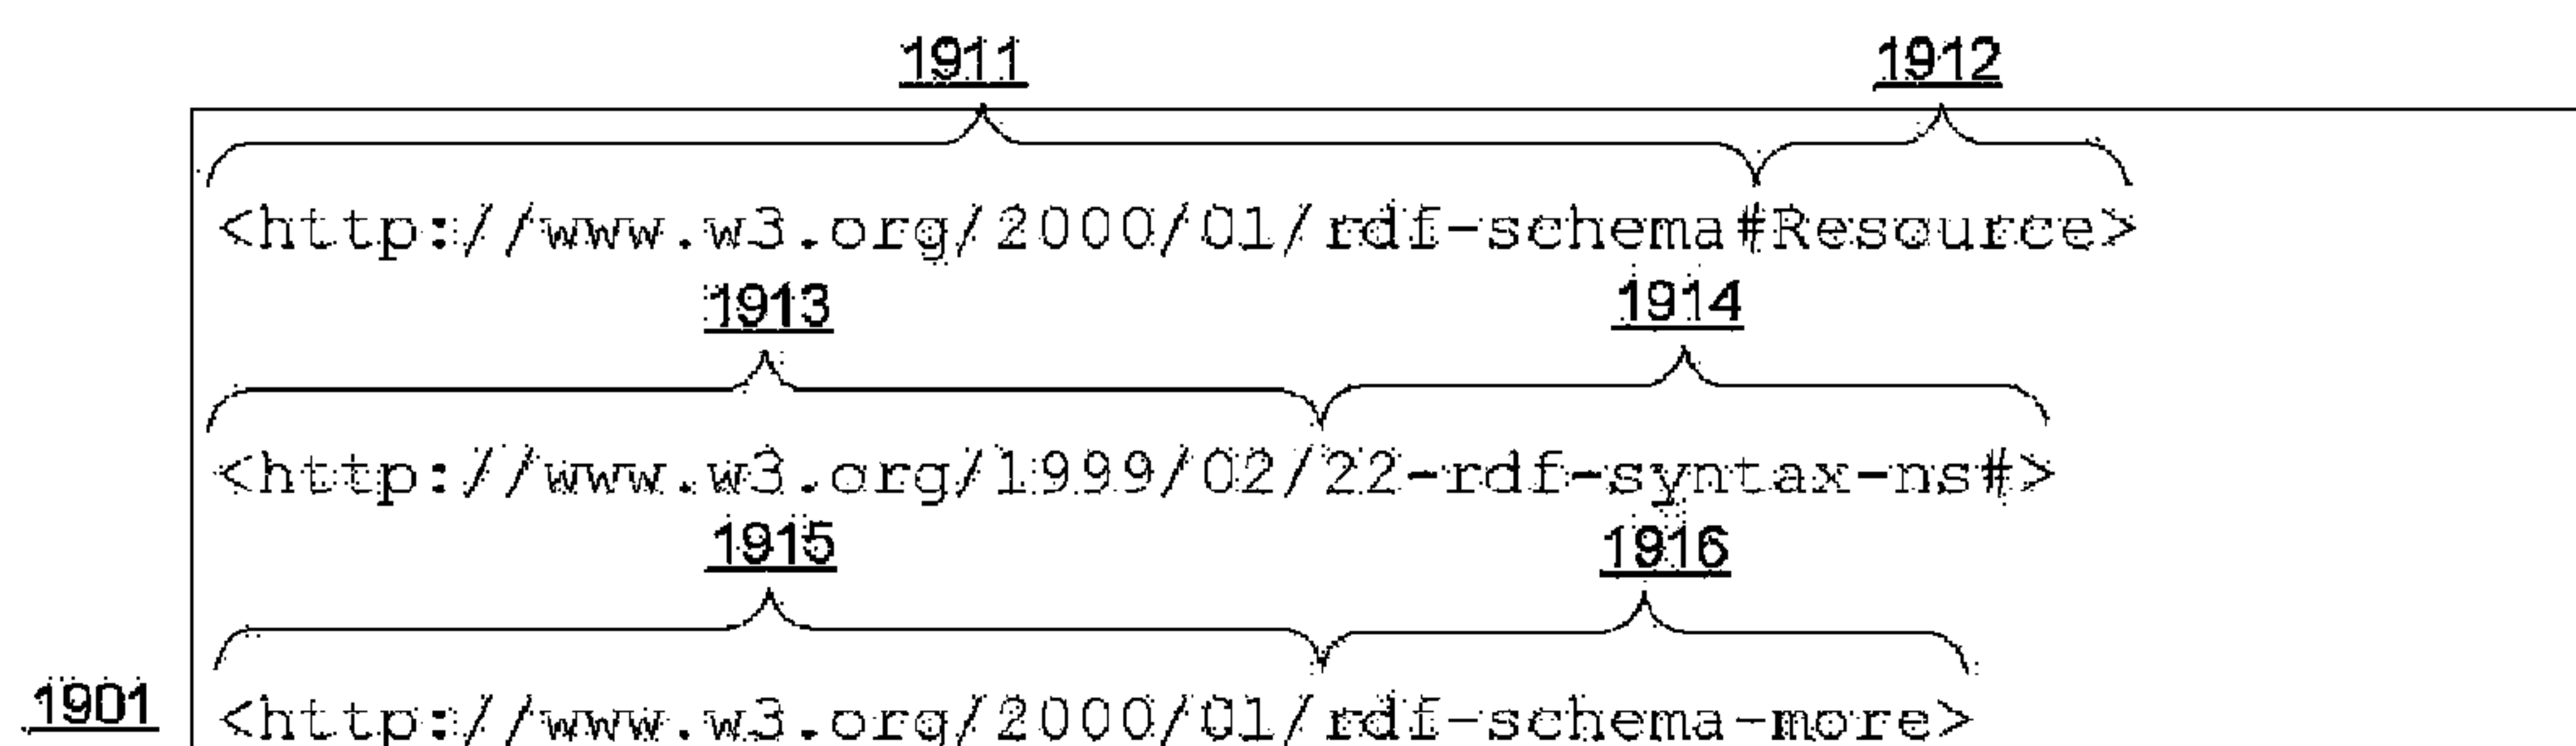 1911 1912
<http://www.w3.org/2000/01/rdf-schema#Resource>
1913 1914
<http://www.w3.org/1999/02/22-rdf-syntax-ns#>
1915 1916
1901 <http://www.w3.org/2000/01/rdf-schema-more>